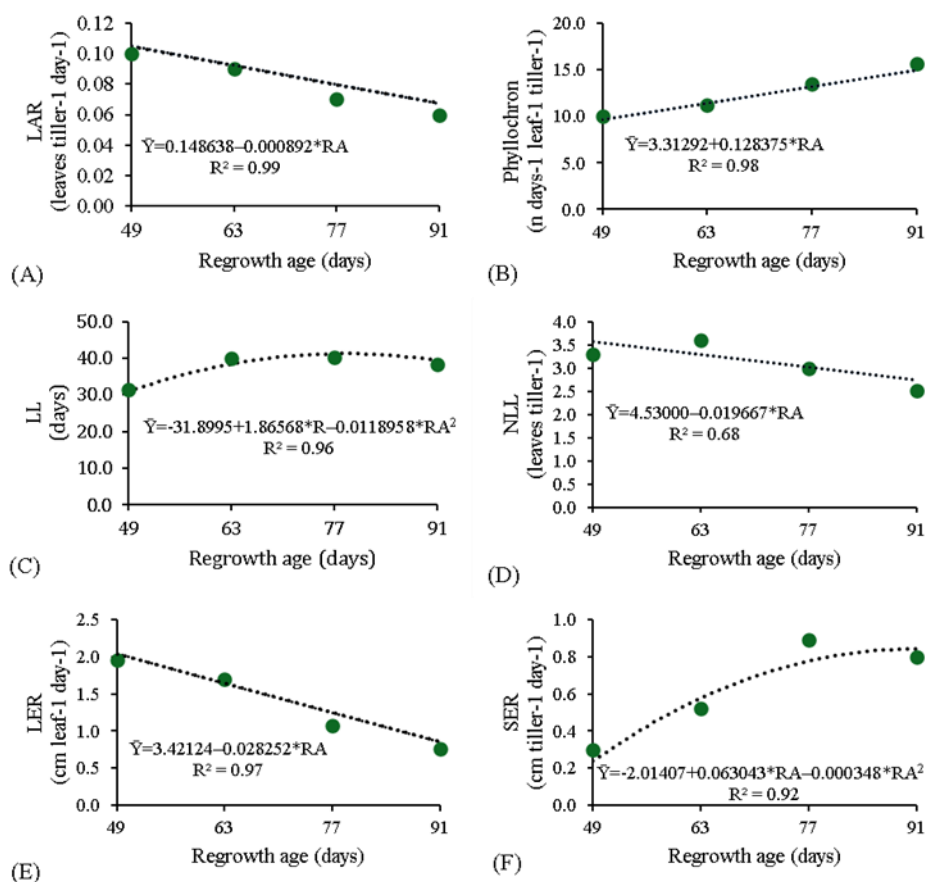 LAR
(leaves tiller-1 day-1)
0.12
0.10
0.08
0.06
0.04
0.02
0.00
Ȳ=0.148638–0.000892*RA
R² = 0.99
49 63 77 91
Regrowth age (days)
(A)
Phyllochron
(n days-1 leaf-1 tiller-1)
20.0
15.0
10.0
5.0
0.0
Ȳ=3.31292+0.128375*RA
R² = 0.98
49 63 77 91
Regrowth age (days)
(B)
LL
(days)
50.0
40.0
30.0
20.0
10.0
0.0
Ȳ=-31.8995+1.86568*R–0.0118958*RA²
R² = 0.96
49 63 77 91
Regrowth age (days)
(C)
NLL
(leaves tiller-1)
4.0
3.5
3.0
2.5
2.0
1.5
1.0
0.5
0.0
Ȳ=4.53000–0.019667*RA
R² = 0.68
49 63 77 91
Regrowth age (days)
(D)
LER
(cm leaf-1 day-1)
2.5
2.0
1.5
1.0
0.5
0.0
Ȳ=3.42124–0.028252*RA
R² = 0.97
49 63 77 91
Regrowth age (days)
(E)
SER
(cm tiller-1 day-1)
1.0
0.8
0.6
0.4
0.2
0.0
Ȳ=-2.01407+0.063043*RA–0.000348*RA²
R² = 0.92
49 63 77 91
Regrowth age (days)
(F)